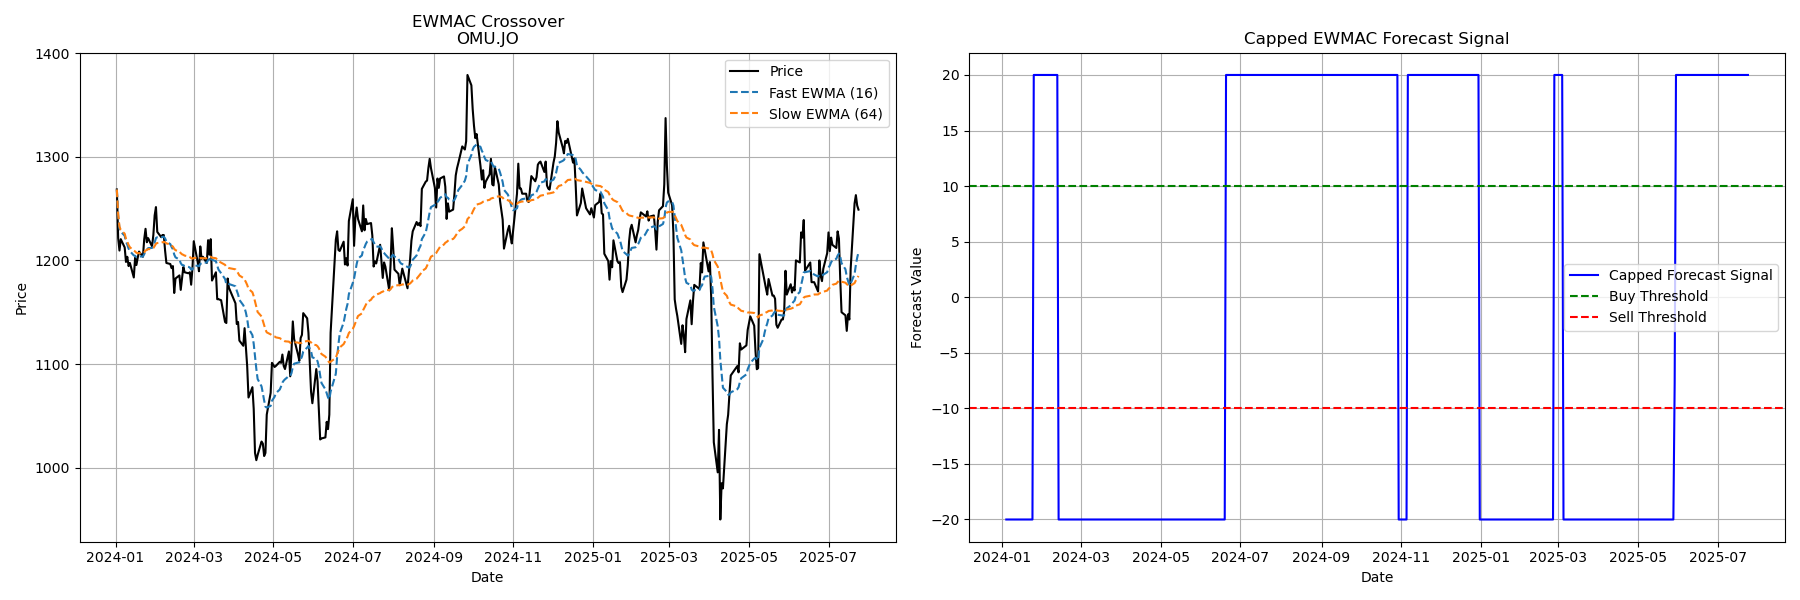 EWMAC Crossover
OMU.JO
Price
Fast EWMA (16)
Slow EWMA (64)
1400
1300
1200
1100
1000
Price
2024-01 2024-03 2024-05 2024-07 2024-09 2024-11 2025-01 2025-03 2025-05 2025-07
Date
Capped EWMAC Forecast Signal
20
15
10
5
0
−5
−10
−15
−20
Forecast Value
Capped Forecast Signal
Buy Threshold
Sell Threshold
2024-01 2024-03 2024-05 2024-07 2024-09 2024-11 2025-01 2025-03 2025-05 2025-07
Date